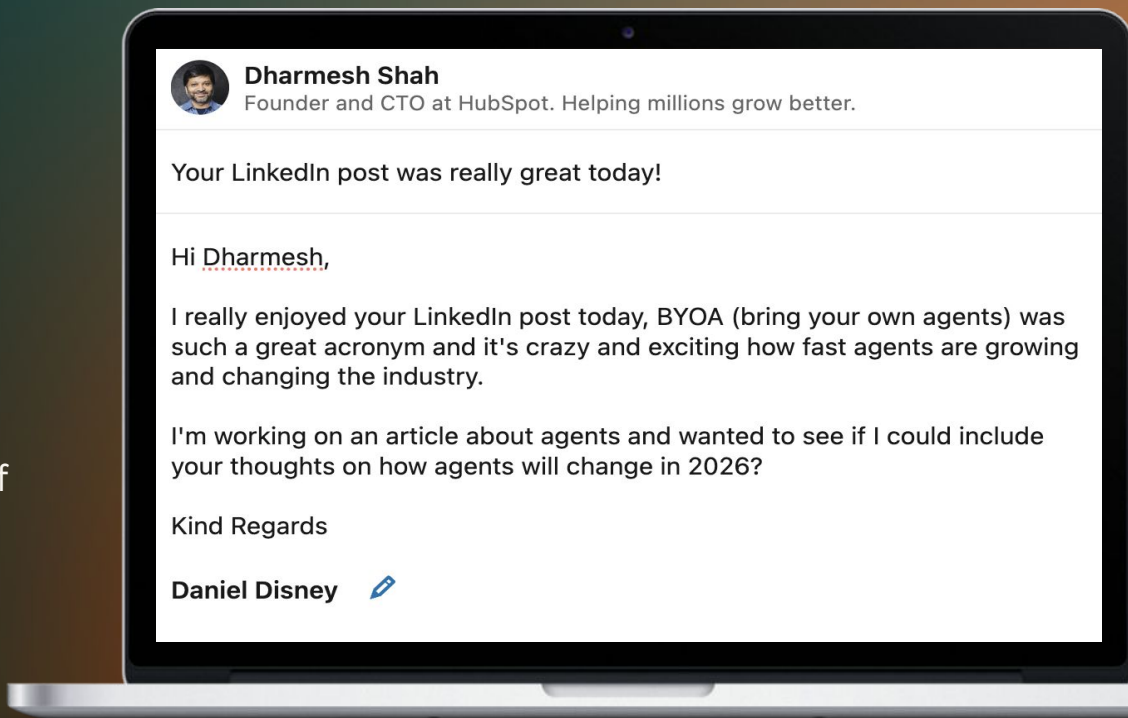 Dharmesh Shah
Founder and CTO at HubSpot. Helping millions grow better.
Your LinkedIn post was really great today!
Hi Dharmesh,
I really enjoyed your LinkedIn post today, BYOA (bring your own agents) was
such a great acronym and it's crazy and exciting how fast agents are growing
and changing the industry.
I'm working on an article about agents and wanted to see if I could include
your thoughts on how agents will change in 2026?
f
Kind Regards
Daniel Disney